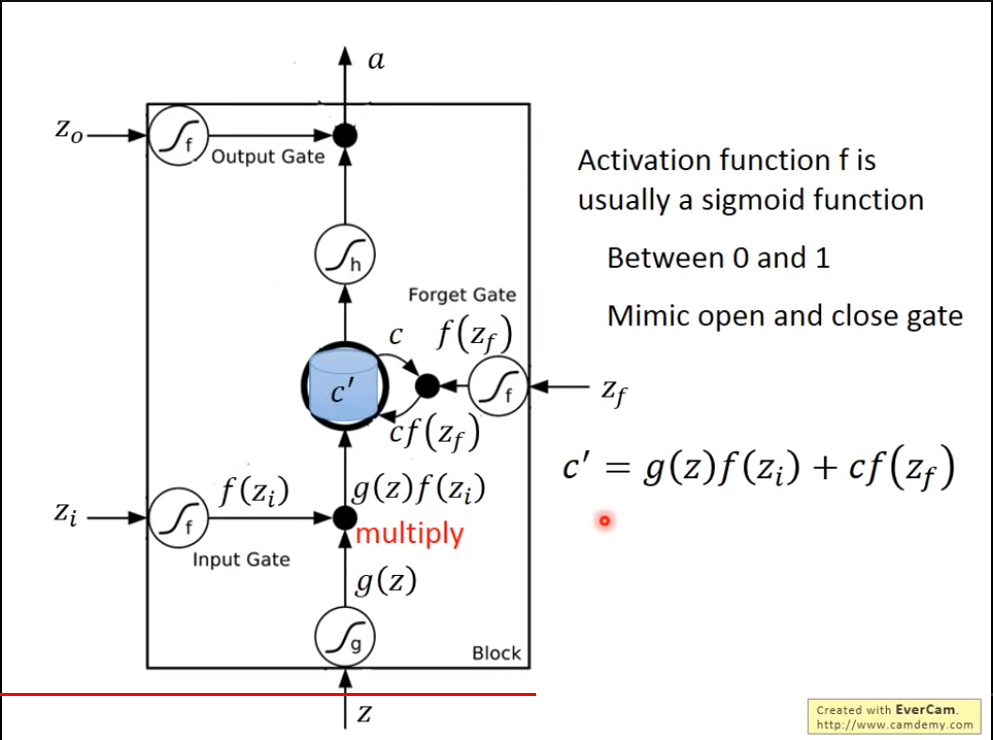 a
z_o
f
Output Gate
Activation function f is
usually a sigmoid function
h
Between 0 and 1
Forget Gate
Mimic open and close gate
c f(z_f)
c′
f
z_f
cf(z_f)
c′ = g(z)f(z_i) + cf(z_f)
f(z_i)
g(z)f(z_i)
z_i
f
multiply
Input Gate
g(z)
g
Block
z
Created with EverCam.
http://www.camdemy.com